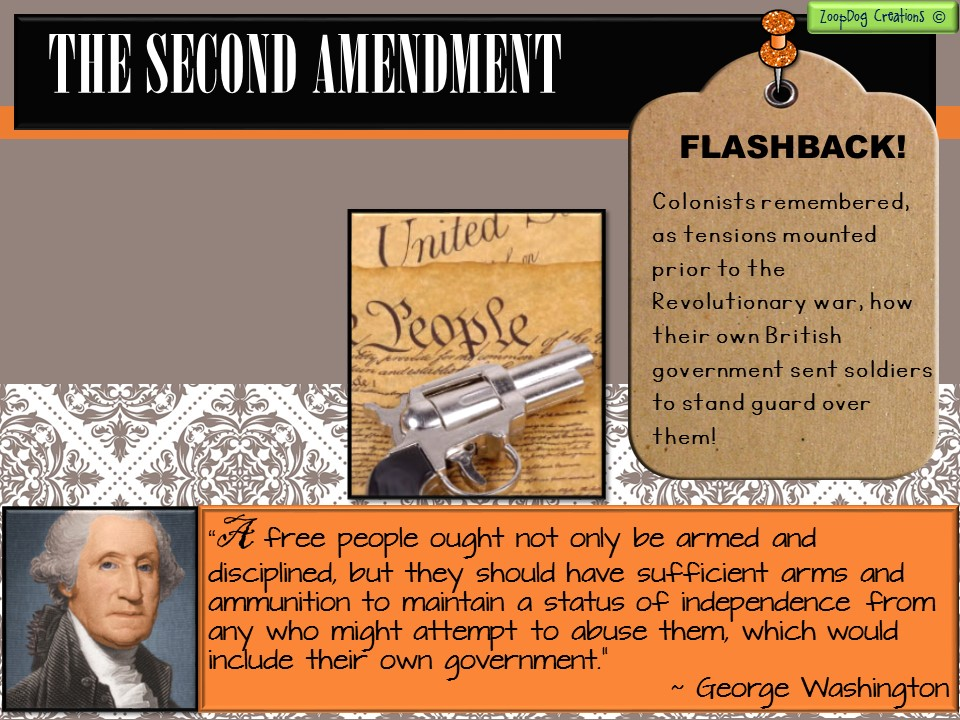 ZoopDog Creations ©
THE SECOND AMENDMENT
FLASHBACK!
Colonists remembered,
as tensions mounted
prior to the
Revolutionary war, how
their own British
government sent soldiers
to stand guard over
them!
United S
People
"A free people ought not only be armed and
disciplined, but they should have sufficient arms and
ammunition to maintain a status of independence from
any who might attempt to abuse them, which would
include their own government."
~ George Washington